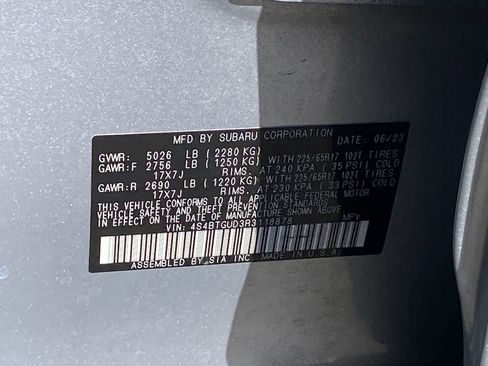 MFD BY SUBARU CORPORATION DATE: 06/23
GVWR: 5026 LB (2280 KG)
GAWR:F 2756 LB (1250 KG) WITH 225/65R17 102T TIRES
17X7J RIMS. AT 240 KPA (35 PSI) COLD
GAWR:R 2690 LB (1220 KG) WITH 225/65R17 102T TIRES
17X7J RIMS. AT 230 KPA (33 PSI) COLD
THIS VEHICLE CONFORMS TO ALL APPLICABLE FEDERAL MOTOR
VEHICLE SAFETY, BUMPER, AND THEFT PREVENTION STANDARDS
IN EFFECT ON THE DATE OF MANUFACTURE SHOWN ABOVE.
VIN: 4S4BTGUD3R3118878 MPV
ASSEMBLED BY SIA INC. MADE IN U.S.A.